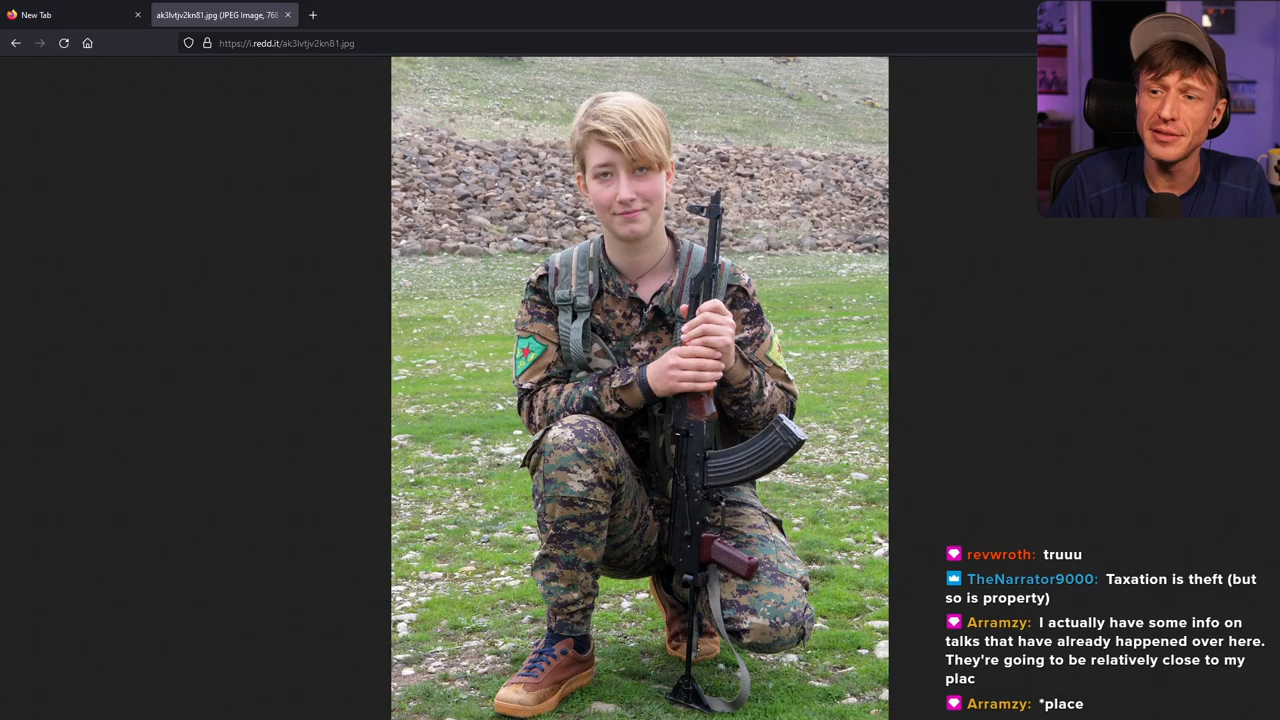 New Tab
ak3lvtjv2kn81.jpg (JPEG Image, 768
https://i.redd.it/ak3lvtjv2kn81.jpg
revwroth: truuu
TheNarrator9000: Taxation is theft (but
so is property)
Arramzy: I actually have some info on
talks that have already happened over here.
They're going to be relatively close to my
plac
Arramzy: *place